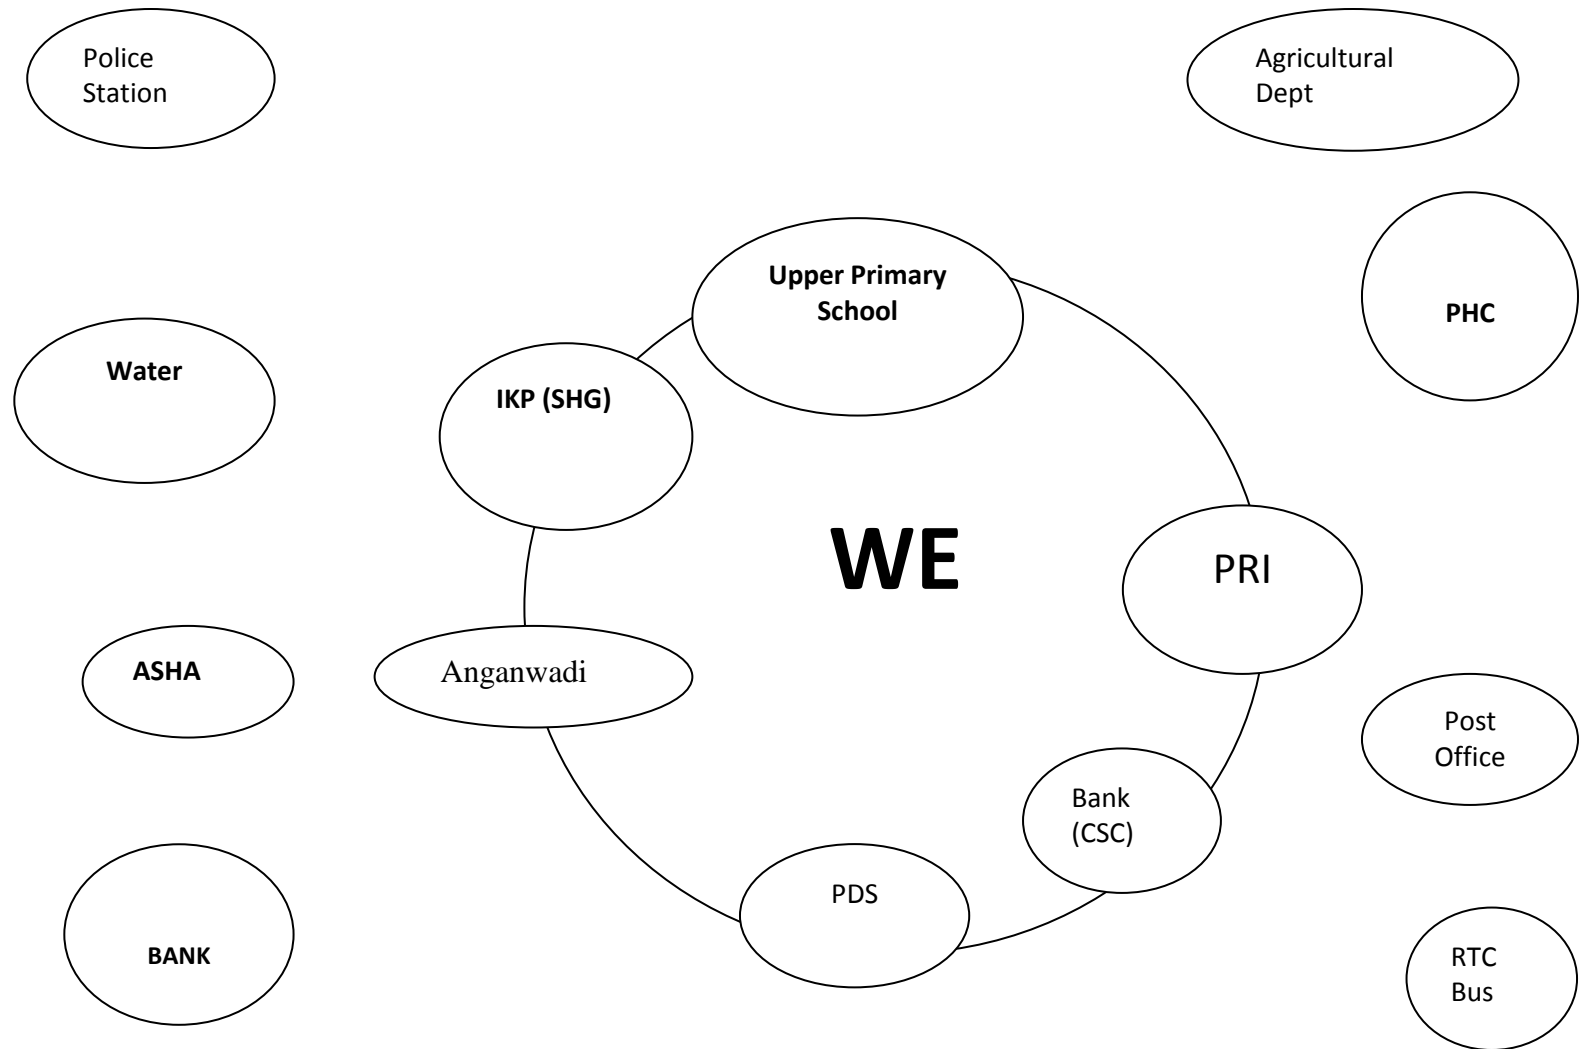 Police
Station
Agricultural
Dept
Upper Primary
School
PHC
Water
IKP (SHG)
WE
PRI
ASHA
Anganwadi
Post
Office
Bank
(CSC)
PDS
BANK
RTC
Bus